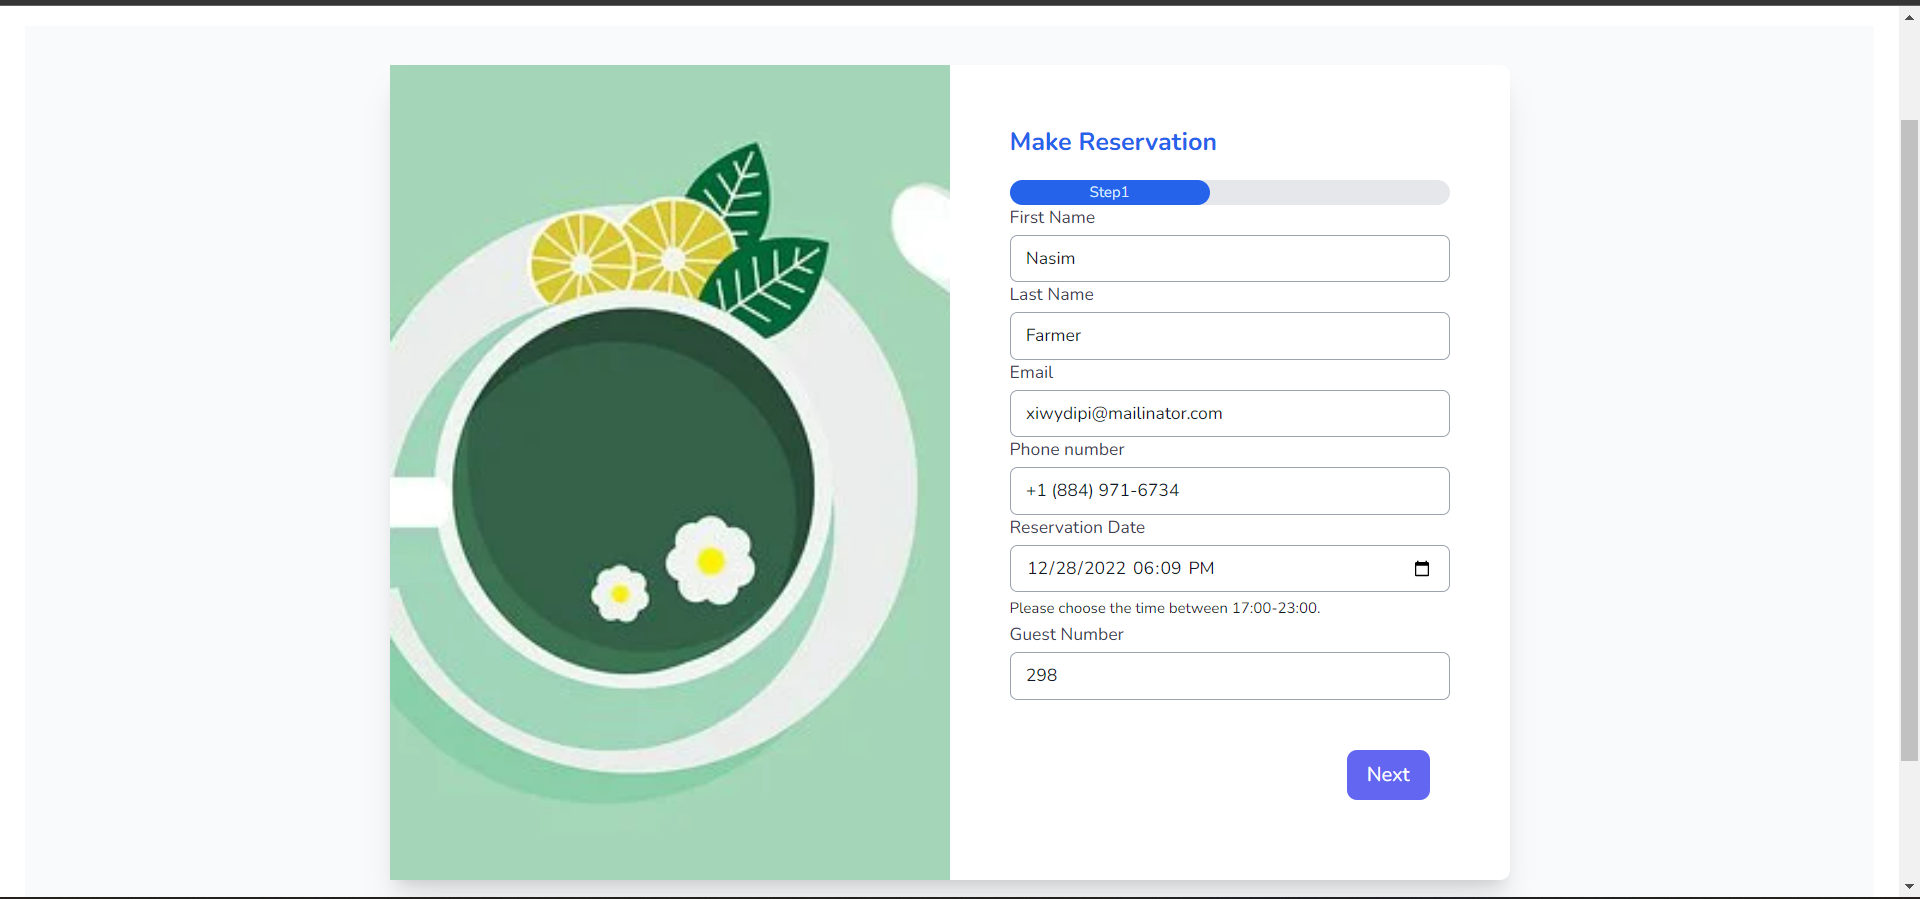 Make Reservation
Step1
First Name
Nasim
Last Name
Farmer
Email
xiwydipi@mailinator.com
Phone number
+1 (884) 971-6734
Reservation Date
12/28/2022 06:09 PM
Please choose the time between 17:00-23:00.
Guest Number
298
Next